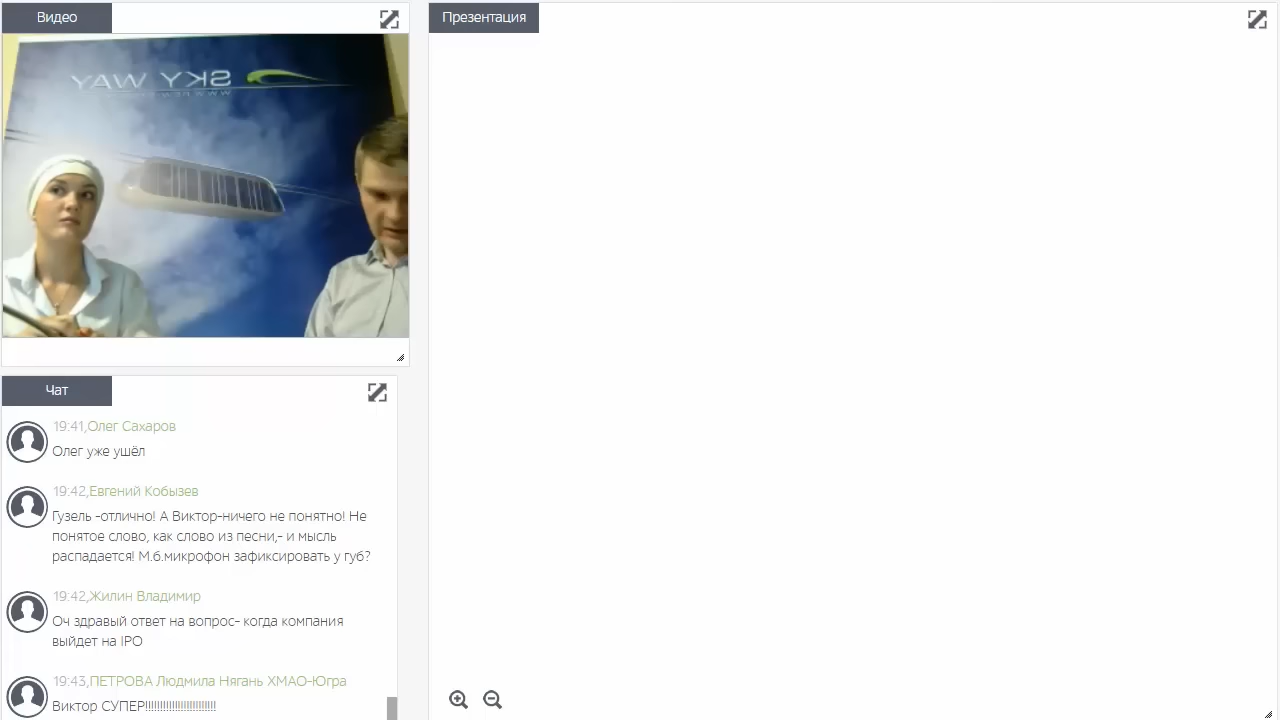 Видео
SKY WAY
Чат
19:41,Олег Сахаров
Олег уже ушёл
19:42,Евгений Кобызев
Гузель -отлично! А Виктор-ничего не понятно! Не
понятое слово, как слово из песни,- и мысль
распадается! М.б.микрофон зафиксировать у губ?
19:42,Жилин Владимир
Оч здравый ответ на вопрос- когда компания
выйдет на IPO
19:43,ПЕТРОВА Людмила Нягань ХМАО-Югра
Виктор СУПЕР!!!!!!!!!!!!!!!!!!!!!!!!
Презентация